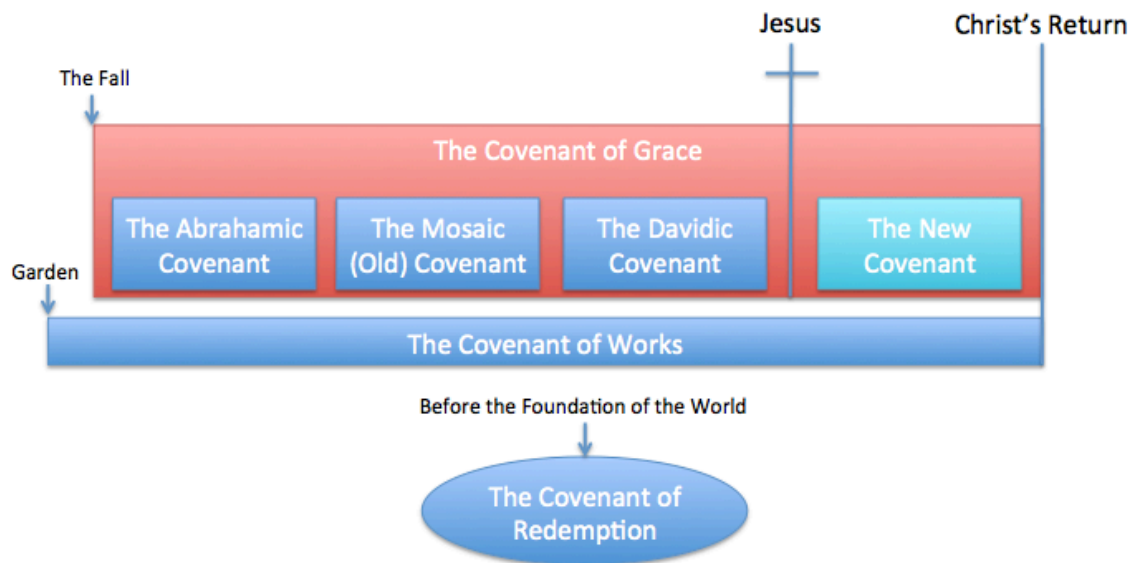 Jesus
Christ’s Return
The Fall
The Covenant of Grace
The Abrahamic
Covenant
The Mosaic
(Old) Covenant
The Davidic
Covenant
The New
Covenant
Garden
The Covenant of Works
Before the Foundation of the World
The Covenant of
Redemption